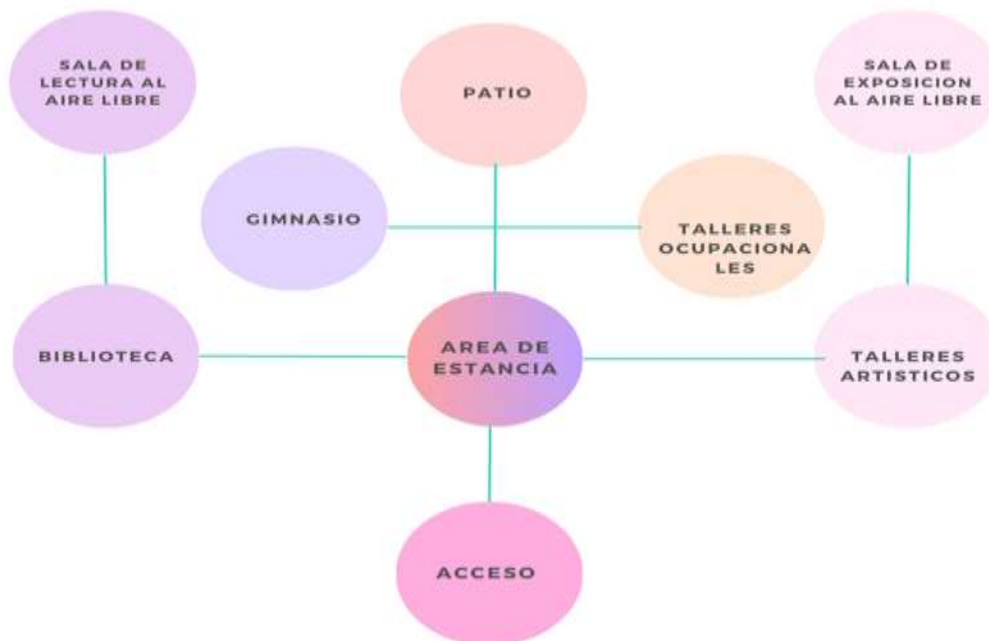 SALA DE
LECTURA AL
AIRE LIBRE
PATIO
SALA DE
EXPOSICION
AL AIRE LIBRE
GIMNASIO
TALLERES
OCUPACIONA
LES
BIBLIOTECA
AREA DE
ESTANCIA
TALLERES
ARTISTICOS
ACCESO